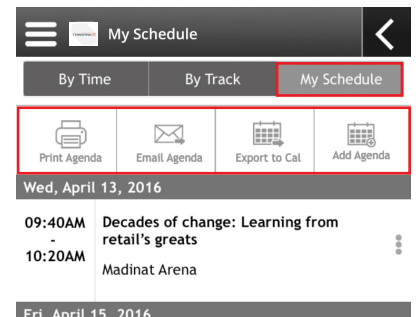 My Schedule
By Time By Track My Schedule
Print Agenda Email Agenda Export to Cal Add Agenda
Wed, April 13, 2016
09:40AM Decades of change: Learning from
- retail's greats
10:20AM
Madinat Arena
Fri, April 15, 2016